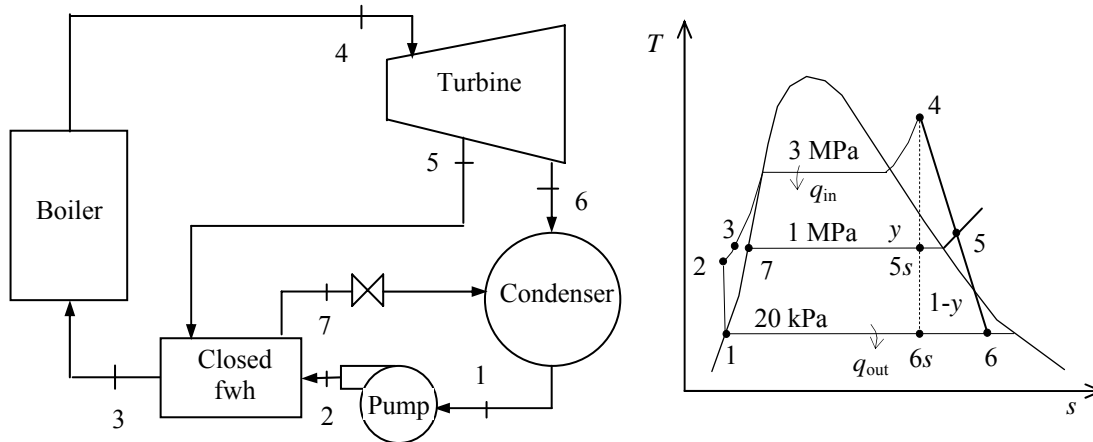 4
Turbine
5
6
Boiler
7
Condenser
Closed
fwh
3
2
Pump
1
T
4
3 MPa
q_in
3
2
1 MPa
y
5
7
5s
1-y
20 kPa
1
q_out
6s
6
s